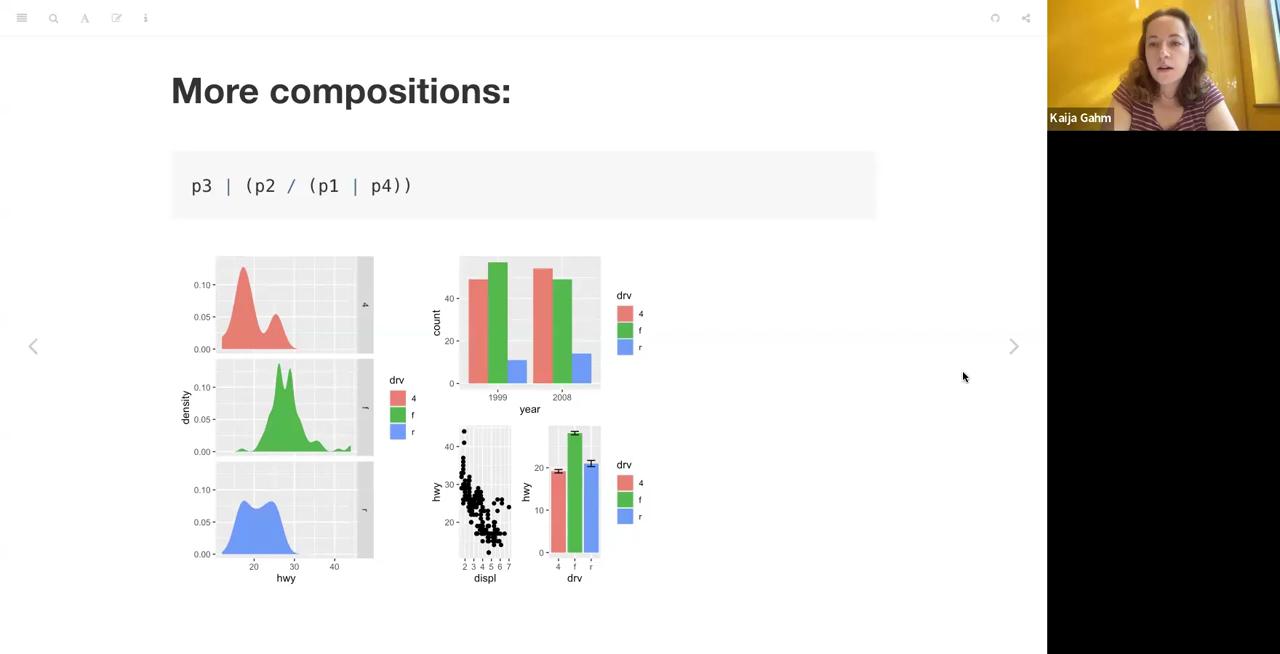 More compositions:
p3 | (p2 / (p1 | p4))
0.10
0.05
0.00
4
0.10
0.05
0.00
f
0.10
0.05
0.00
r
density
20 30 40
hwy
drv
4
f
r
count
40
20
0
1999 2008
year
drv
4
f
r
hwy
40
30
20
2 3 4 5 6 7
displ
hwy
20
10
0
4 f r
drv
drv
4
f
r
Kaija Gahm